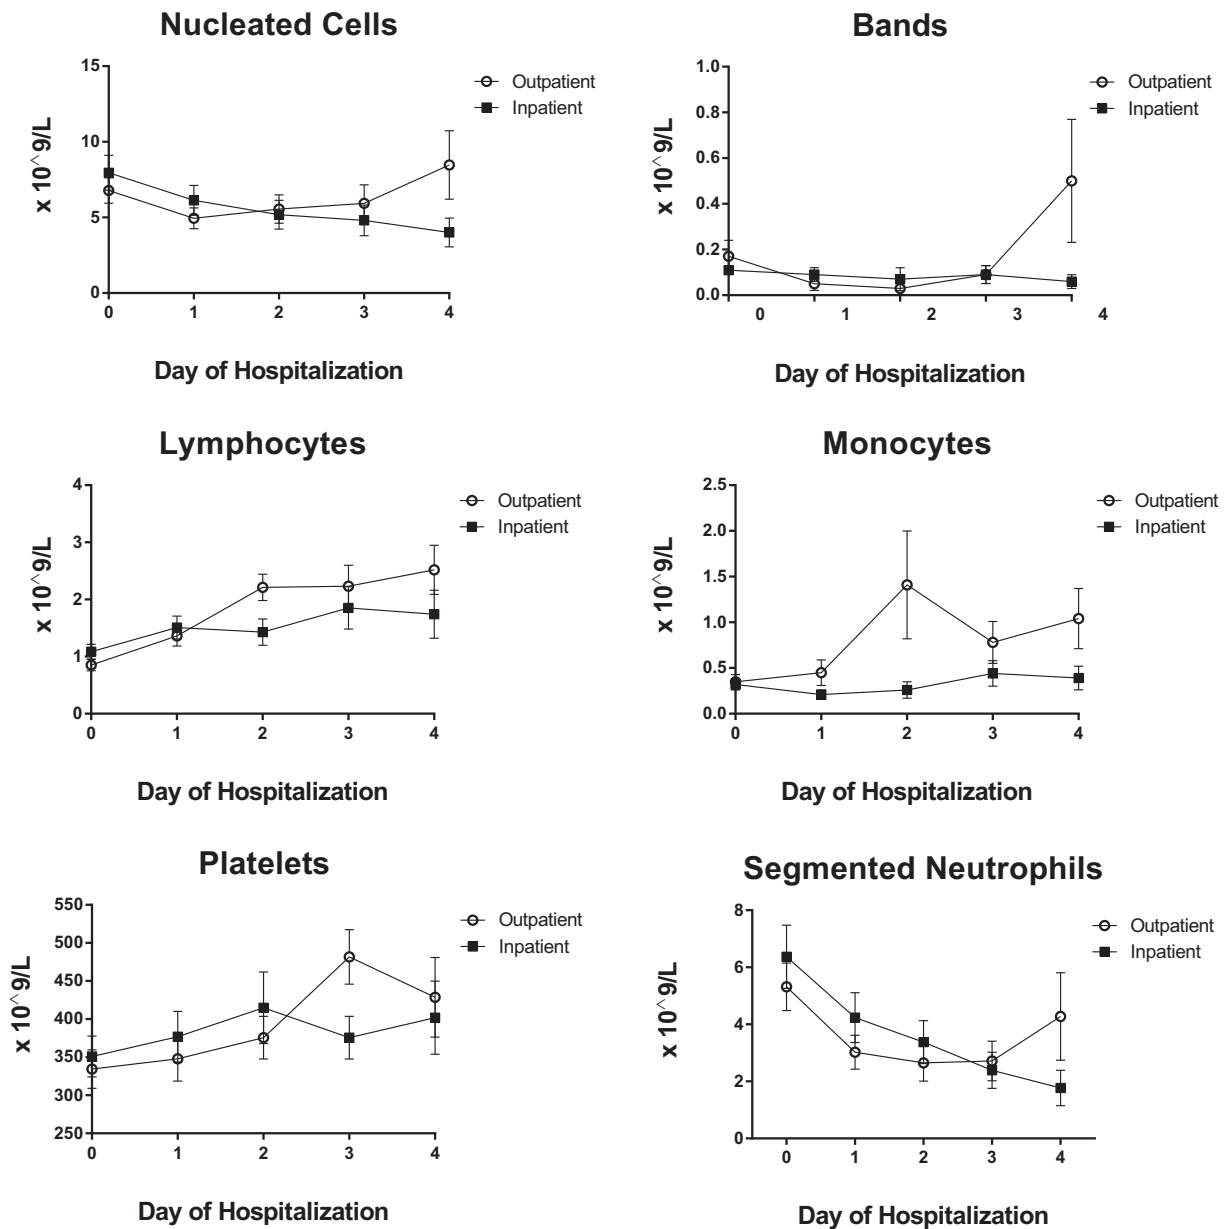 Nucleated Cells
15
10
5
0
x 10^9/L
Outpatient
Inpatient
0 1 2 3 4
Day of Hospitalization
Bands
1.0
0.8
0.6
0.4
0.2
0.0
x 10^9/L
Outpatient
Inpatient
0 1 2 3 4
Day of Hospitalization
Lymphocytes
4
3
2
1
0
x 10^9/L
Outpatient
Inpatient
0 1 2 3 4
Day of Hospitalization
Monocytes
2.5
2.0
1.5
1.0
0.5
0.0
x 10^9/L
Outpatient
Inpatient
0 1 2 3 4
Day of Hospitalization
Platelets
550
500
450
400
350
300
250
x 10^9/L
Outpatient
Inpatient
0 1 2 3 4
Day of Hospitalization
Segmented Neutrophils
8
6
4
2
0
x 10^9/L
Outpatient
Inpatient
0 1 2 3 4
Day of Hospitalization